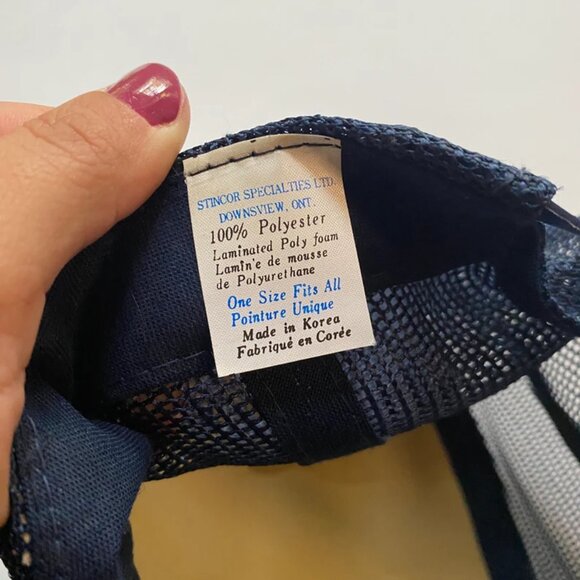 STINCOR SPECIALTIES LTD.
DOWNSVIEW, ONT.
100% Polyester
Laminated Poly foam
Lamin'e de mousse
de Polyurethane
One Size Fits All
Pointure Unique
Made in Korea
Fabriqué en Corée